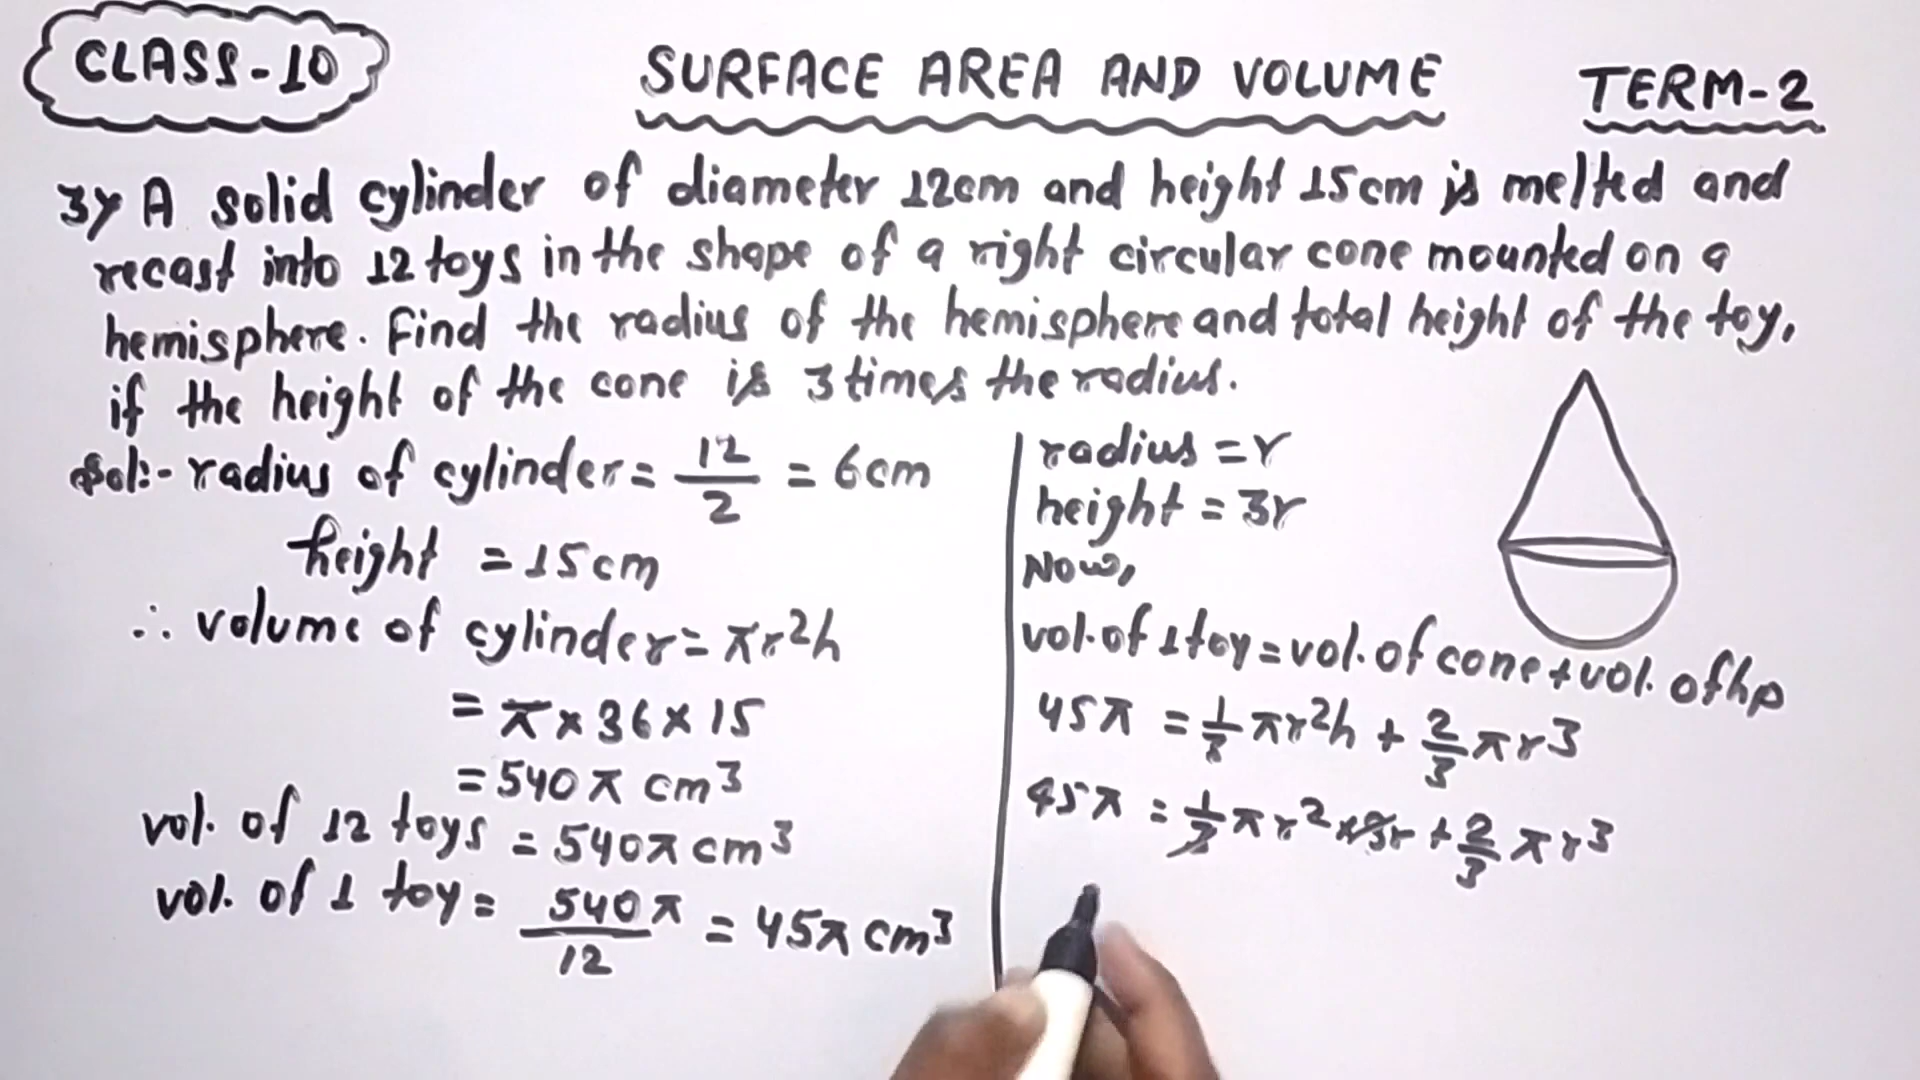 CLASS-10
SURFACE AREA AND VOLUME
TERM-2
3) A solid cylinder of diameter 12cm and height 15cm is melted and
recast into 12 toys in the shape of a right circular cone mounted on a
hemisphere. Find the radius of the hemisphere and total height of the toy,
if the height of the cone is 3 times the radius.
Sol:- radius of cylinder = 12/2 = 6cm
height = 15cm
∴ volume of cylinder = πr²h
= π × 36 × 15
= 540π cm³
vol. of 12 toys = 540π cm³
vol. of 1 toy = 540π/12 = 45π cm³
radius = r
height = 3r
Now,
vol. of 1 toy = vol. of cone + vol. of hp
45π = 1/3 πr²h + 2/3 πr³
45π = 1/3 πr² × 3r + 2/3 πr³